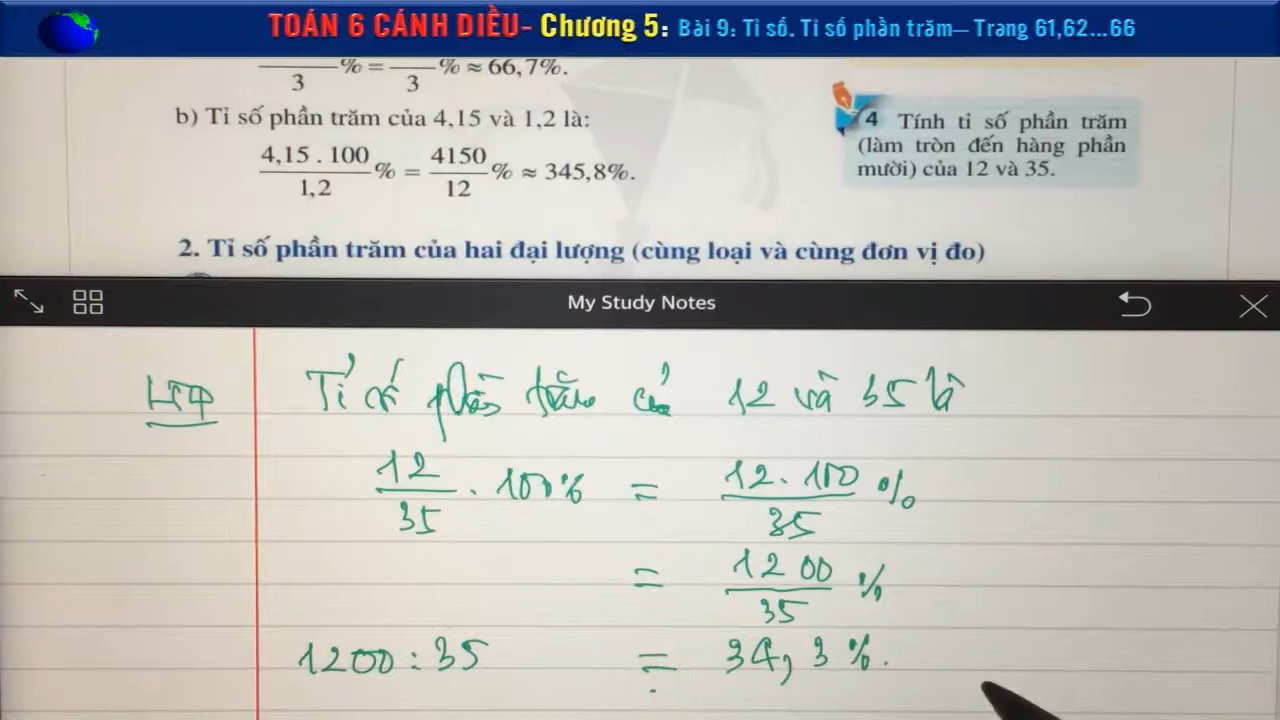 TOÁN 6 CÁNH DIỀU- Chương 5: Bài 9: Tỉ số. Tỉ số phần trăm– Trang 61,62...66
3 % = 3 % ≈ 66,7%.
b) Tỉ số phần trăm của 4,15 và 1,2 là:
4,15 . 100 / 1,2 % = 4150 / 12 % ≈ 345,8%.
4 Tính tỉ số phần trăm
(làm tròn đến hàng phần
mười) của 12 và 35.
2. Tỉ số phần trăm của hai đại lượng (cùng loại và cùng đơn vị đo)
My Study Notes
LT4 Tỉ số phần trăm của 12 và 35 là
12 / 35 . 100% = 12 . 100 / 35 %
= 1200 / 35 %
1200 : 35 = 34,3 %.